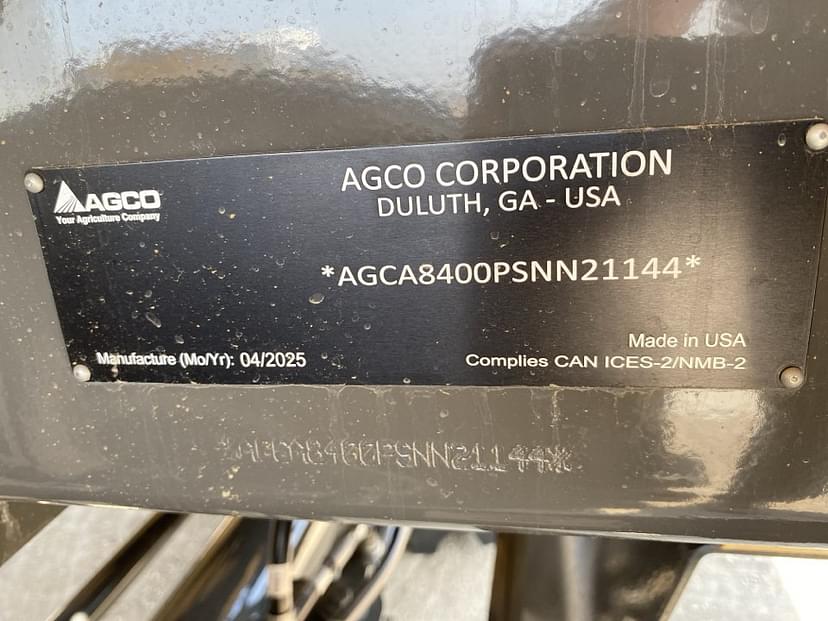 AGCO
Your Agriculture Company
AGCO CORPORATION
DULUTH, GA - USA
*AGCA8400PSNN21144*
Made in USA
Manufacture (Mo/Yr): 04/2025
Complies CAN ICES-2/NMB-2
*AGCA8400PSNN21144*